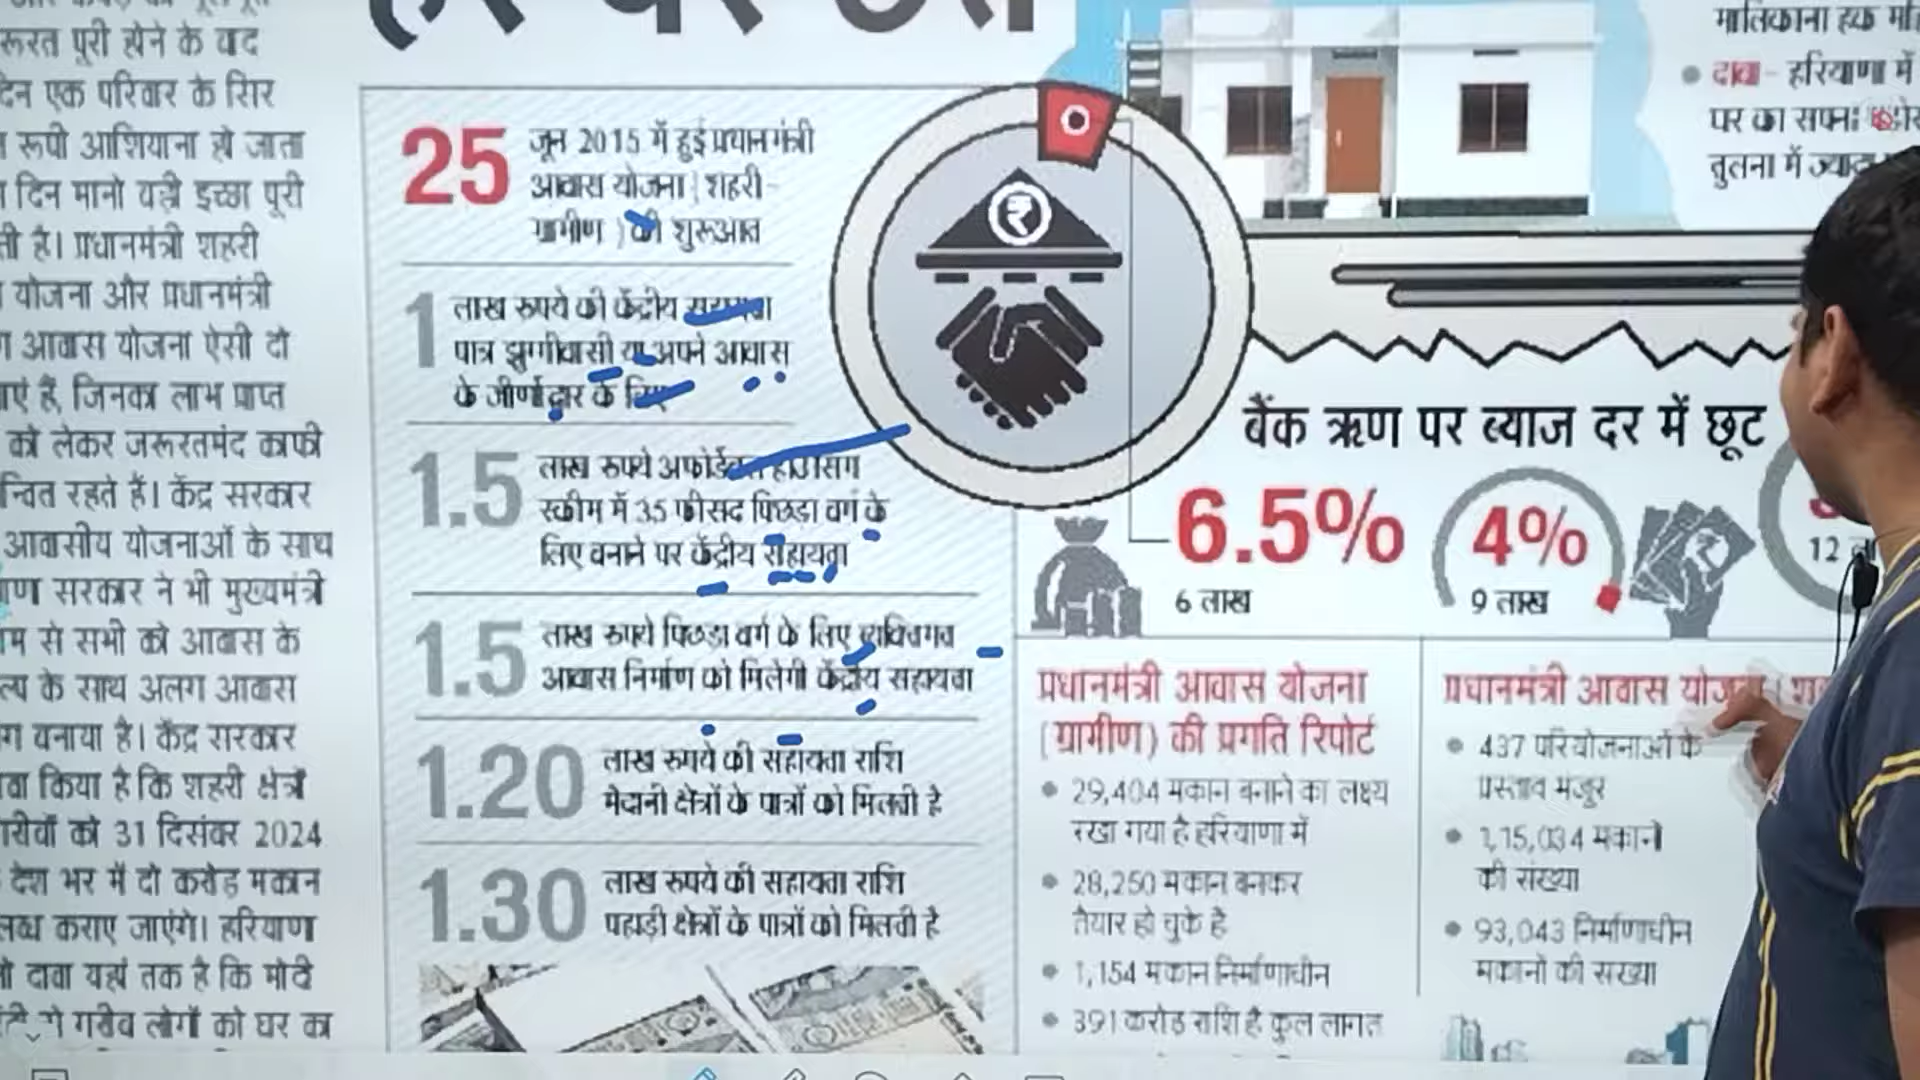 रूरत पूरी होने के बाद
देन एक परिवार के सिर
रूपी आशियाना हो जाता
दिन मानो वही इच्छा पूरी
ती है। प्रधानमंत्री शहरी
योजना और प्रधानमंत्री
आवास योजना ऐसी दो
एं हैं, जिनका लाभ प्राप्त
को लेकर जरूरतमंद काफी
न्वित रहते हैं। केंद्र सरकार
आवासीय योजनाओं के साथ
सरकार ने भी मुख्यमंत्री
म से सभी को आवास के
ल्प के साथ अलग आवास
ग बनाया है। केंद्र सरकार
वा किया है कि शहरी क्षेत्रों
गरीबों को 31 दिसंबर 2024
देश भर में दो करोड़ मकान
लब्ध कराए जाएंगे। हरियाणा
दावा यहां तक है कि मोदी
गरीब लोगों को घर का
हर घर छत
25 जून 2015 में हुई प्रधानमंत्री
आवास योजना ( शहरी-
ग्रामीण ) की शुरूआत
1 लाख रुपये की केंद्रीय सहायता
पात्र झुग्गीवासी या अपने आवास
के जीर्णोद्वार के लिए
1.5 लाख रुपये अफोर्डेबल हाउसिंग
स्कीम में 35 फीसद पिछड़ा वर्ग के
लिए बनाने पर केंद्रीय सहायता
1.5 लाख रुपये पिछड़ा वर्ग के लिए व्यक्तिगत
आवास निर्माण को मिलेगी केंद्रीय सहायता
1.20 लाख रुपये की सहायता राशि
मैदानी क्षेत्रों के पात्रों को मिलती है
1.30 लाख रुपये की सहायता राशि
पहाड़ी क्षेत्रों के पात्रों को मिलती है
मालिकाना हक
दावा - हरियाणा में
पर का सपना
तुलना में
बैंक ऋण पर ब्याज दर में छूट
6.5% 4%
6 लाख 9 लाख 12
प्रधानमंत्री आवास योजना
(ग्रामीण) की प्रगति रिपोर्ट
• 29,404 मकान बनाने का लक्ष्य
रखा गया है हरियाणा में
• 28,250 मकान बनकर
तैयार हो चुके है
• 1,154 मकान निर्माणाधीन
• 391 करोड़ राशि है कुल लागत
प्रधानमंत्री आवास योजना
• 437 परियोजनाओं के
प्रस्ताव मंजूर
• 1,15,034 मकानों
की संख्या
• 93,043 निर्माणाधीन
मकानों की संख्या